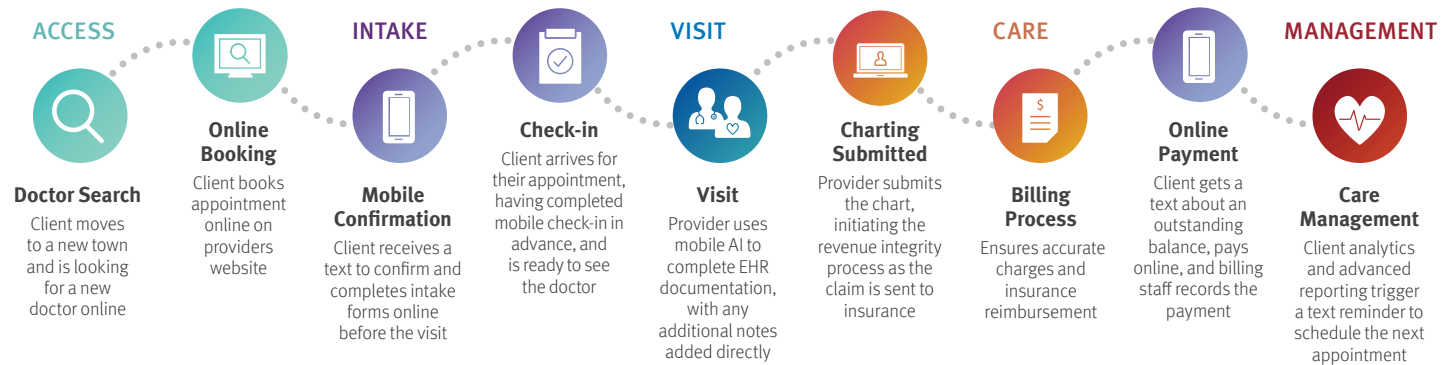 ACCESS
INTAKE
VISIT
CARE
MANAGEMENT
Doctor Search
Client moves
to a new town
and is looking
for a new
doctor online
Online
Booking
Client books
appointment
online on
providers
website
Mobile
Confirmation
Client receives a
text to confirm and
completes intake
forms online
before the visit
Check-in
Client arrives for
their appointment,
having completed
mobile check-in in
advance, and
is ready to see
the doctor
Visit
Provider uses
mobile AI to
complete EHR
documentation,
with any
additional notes
added directly
Charting
Submitted
Provider submits
the chart,
initiating the
revenue integrity
process as the
claim is sent to
insurance
$
Billing
Process
Ensures accurate
charges and
insurance
reimbursement
Online
Payment
Client gets a
text about an
outstanding
balance, pays
online, and billing
staff records the
payment
Care
Management
Client analytics
and advanced
reporting trigger
a text reminder to
schedule the next
appointment